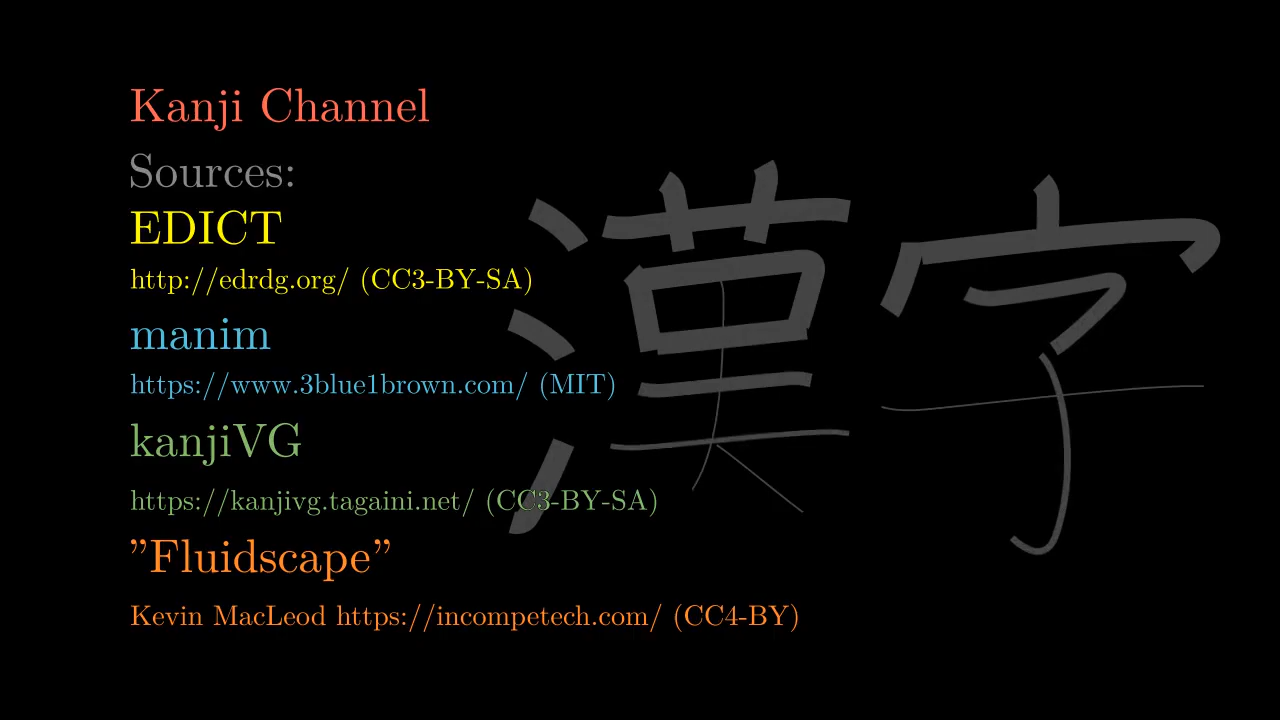 Kanji Channel
Sources:
EDICT
http://edrdg.org/ (CC3-BY-SA)
manim
https://www.3blue1brown.com/ (MIT)
kanjiVG
https://kanjivg.tagaini.net/ (CC3-BY-SA)
”Fluidscape”
Kevin MacLeod https://incompetech.com/ (CC4-BY)
漢字